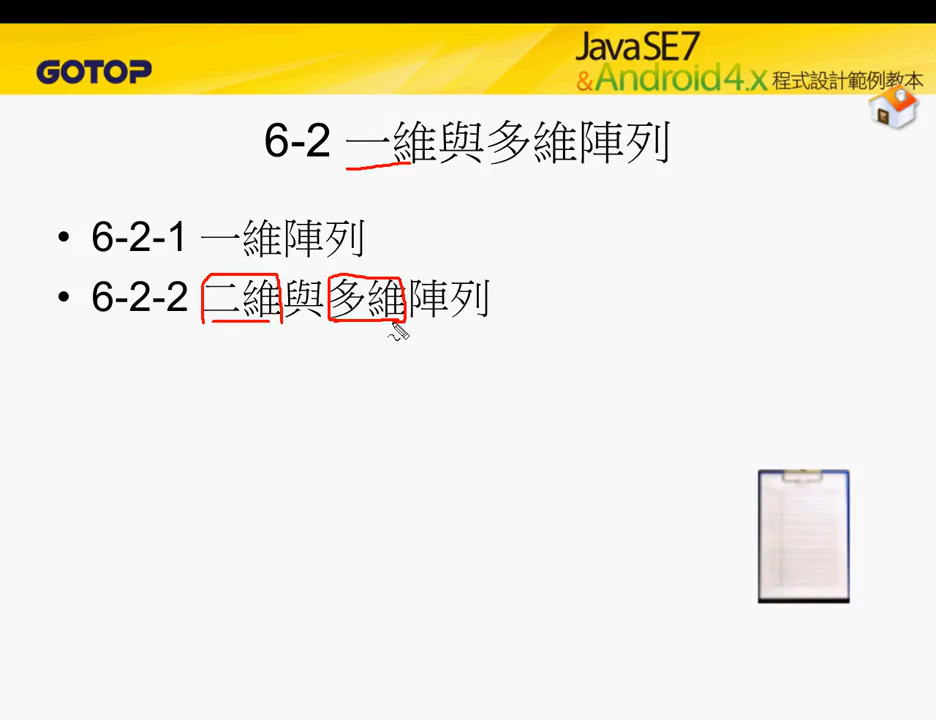 GOTOP
JavaSE7
&Android4.x 程式設計範例教本
6-2 一維與多維陣列
• 6-2-1 一維陣列
• 6-2-2 二維與多維陣列